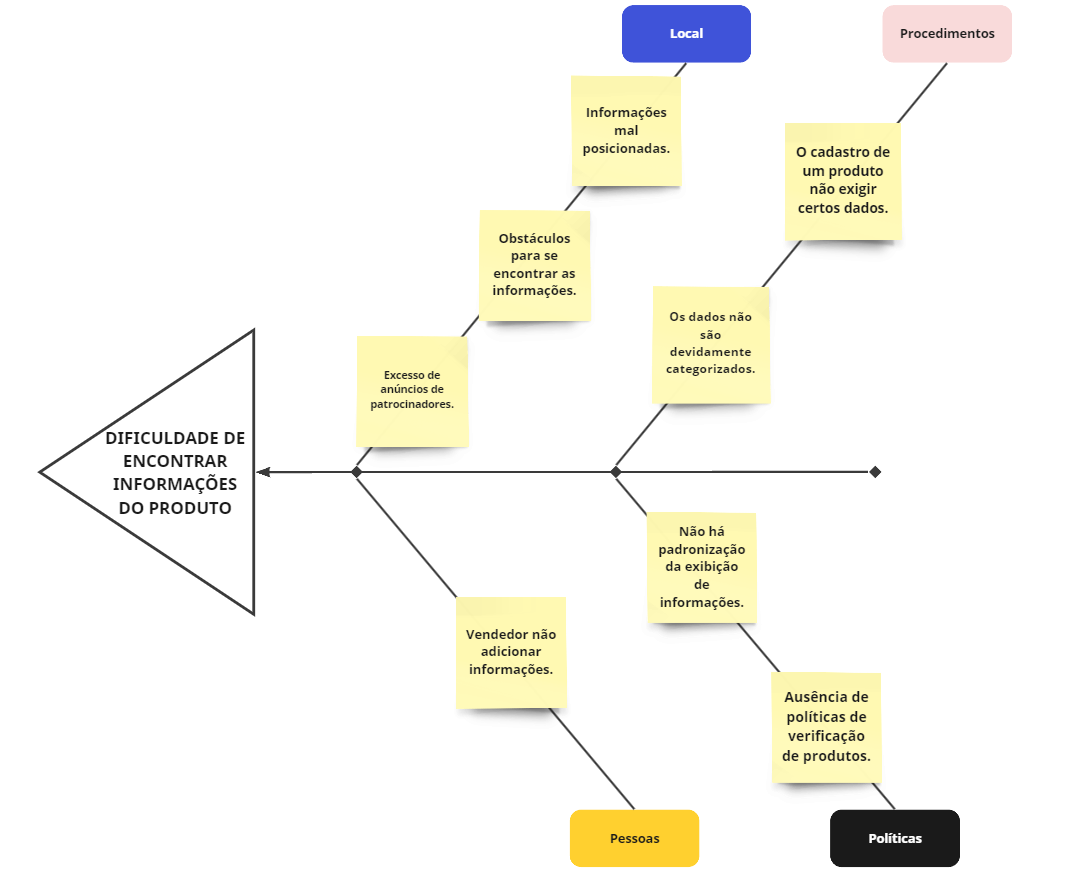 Local
Procedimentos
Informações
mal
posicionadas.
O cadastro de
um produto
não exigir
certos dados.
Obstáculos
para se
encontrar as
informações.
Os dados não
são
devidamente
categorizados.
Excesso de
anúncios de
patrocinadores.
DIFICULDADE DE
ENCONTRAR
INFORMAÇÕES
DO PRODUTO
Não há
padronização
da exibição
de
informações.
Vendedor não
adicionar
informações.
Ausência de
políticas de
verificação
de produtos.
Pessoas
Políticas